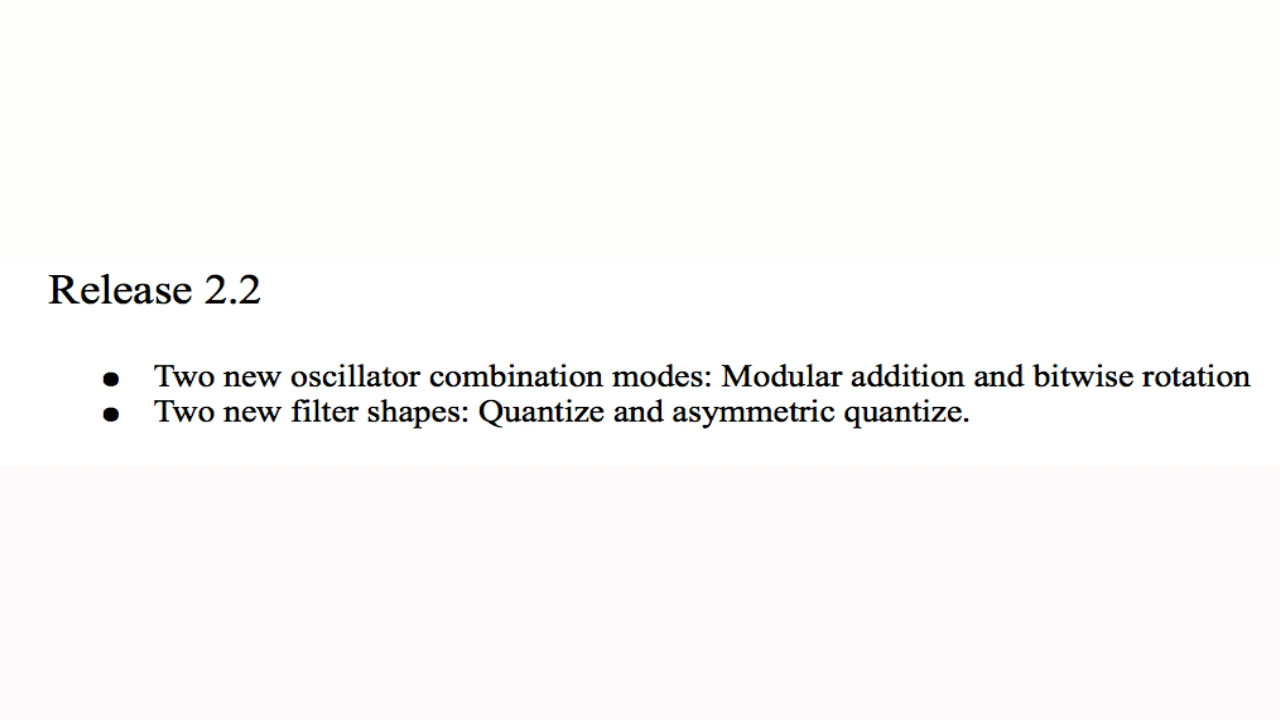 Release 2.2
● Two new oscillator combination modes: Modular addition and bitwise rotation
● Two new filter shapes: Quantize and asymmetric quantize.